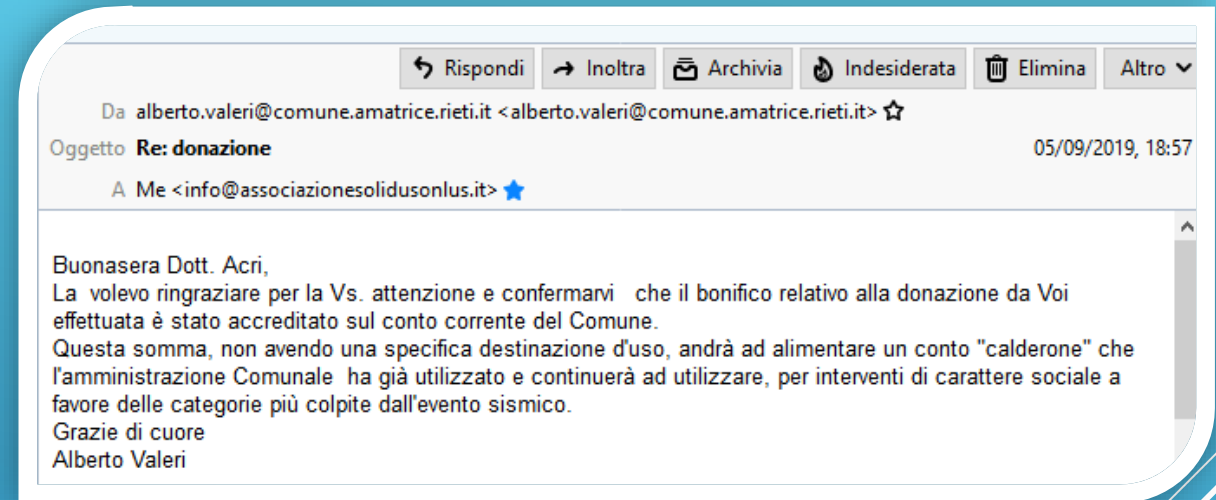 Rispondi Inoltra Archivia Indesiderata Elimina Altro
Da alberto.valeri@comune.amatrice.rieti.it <alberto.valeri@comune.amatrice.rieti.it>
Oggetto Re: donazione 05/09/2019, 18:57
A Me <info@associazionesolidusonlus.it>
Buonasera Dott. Acri,
La volevo ringraziare per la Vs. attenzione e confermarvi che il bonifico relativo alla donazione da Voi
effettuata è stato accreditato sul conto corrente del Comune.
Questa somma, non avendo una specifica destinazione d'uso, andrà ad alimentare un conto "calderone" che
l'amministrazione Comunale ha già utilizzato e continuerà ad utilizzare, per interventi di carattere sociale a
favore delle categorie più colpite dall'evento sismico.
Grazie di cuore
Alberto Valeri